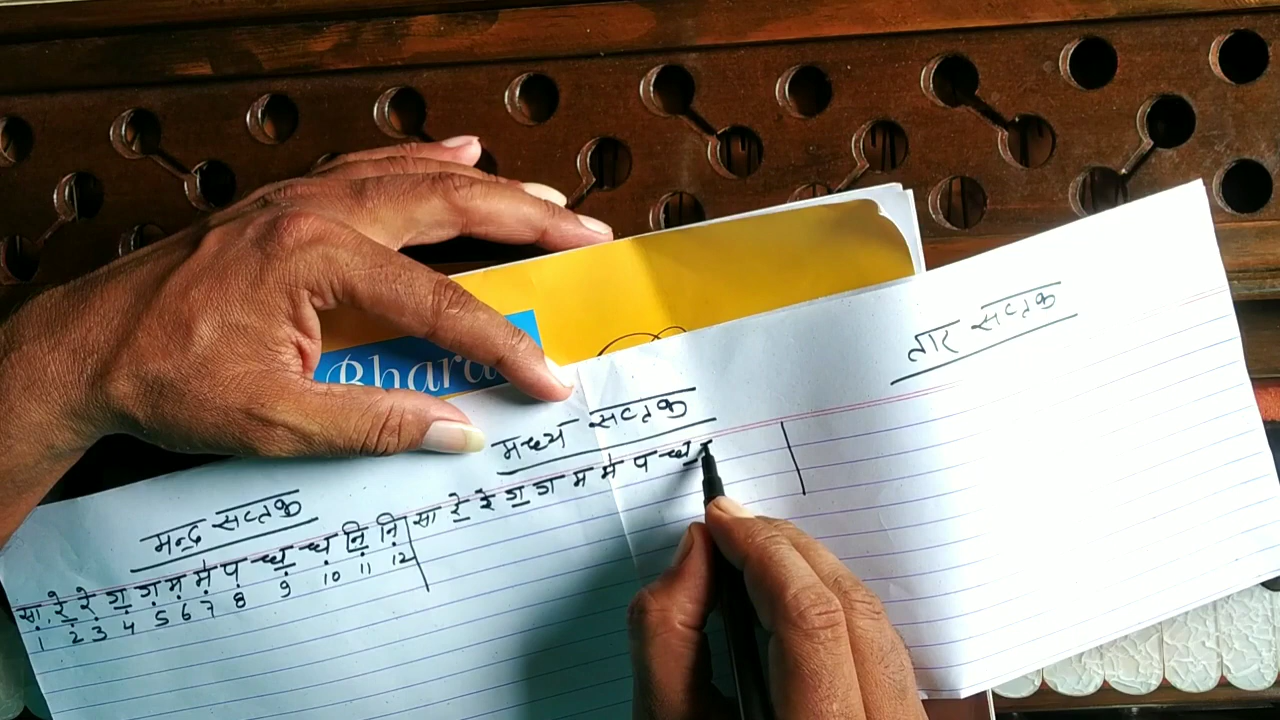 Bhara
तार सप्तक
मध्य सप्तक
मन्द्र सप्तक
सा़ रे़॒ रे़ ग़॒ ग़ म़ म़॑ प़ ध़॒ ध़ नि़॒ नि़ | सा रे॒ रे ग॒ ग म म॑ प ध॒
1 2 3 4 5 6 7 8 9 10 11 12